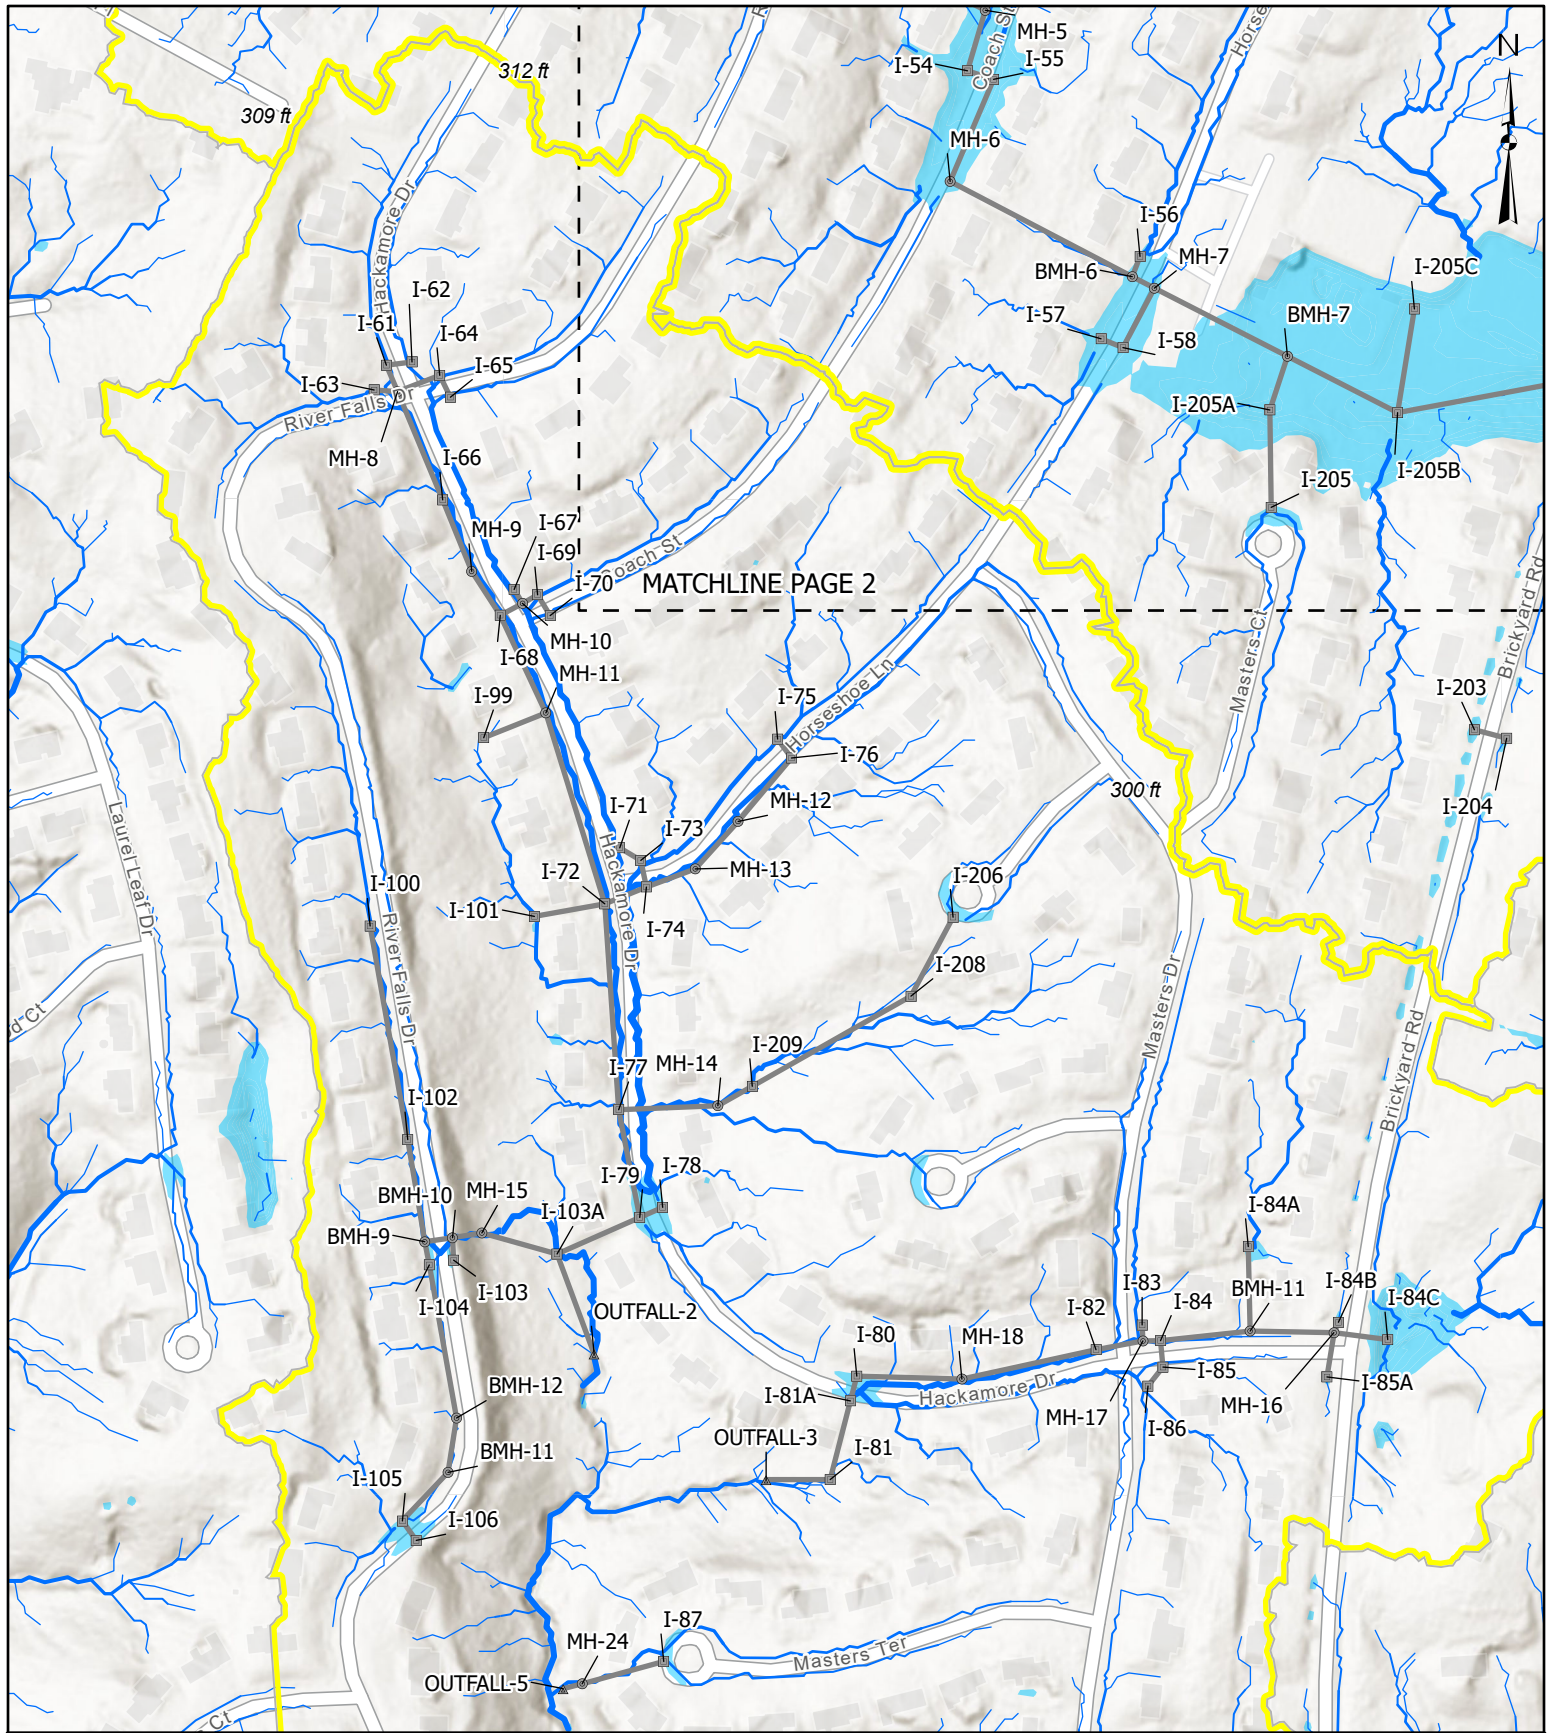 MH-5
I-54
I-55
Coach St
Horse
312 ft
309 ft
N
MH-6
Hackamore Dr
I-56
MH-7
BMH-6
I-62
I-205C
I-61
I-64
I-57
I-58
BMH-7
I-65
I-63
River Falls Dr
I-205A
MH-8
I-66
I-205B
I-205
I-67
MH-9
I-69
Coach St
I-70
MATCHLINE PAGE 2
Brickyard Rd
MH-10
I-68
MH-11
Masters Ct
I-99
I-75
Horseshoe Ln
I-203
I-76
300 ft
I-204
MH-12
Laurel Leaf Dr
I-71
I-73
Hackamore Dr
I-72
MH-13
I-206
I-100
I-101
I-74
River Falls Dr
I-208
Masters Dr
rd Ct
Brickyard Rd
MH-14
I-209
I-77
I-102
I-79
I-78
BMH-10
MH-15
I-103A
I-84A
BMH-9
I-104
I-103
OUTFALL-2
I-83
I-84
BMH-11
I-84B
I-84C
I-82
I-80
MH-18
I-85
I-81A
Hackamore Dr
MH-17
I-86
MH-16
I-85A
BMH-12
OUTFALL-3
BMH-11
I-81
I-105
I-106
I-87
MH-24
Masters Ter
OUTFALL-5
Ct